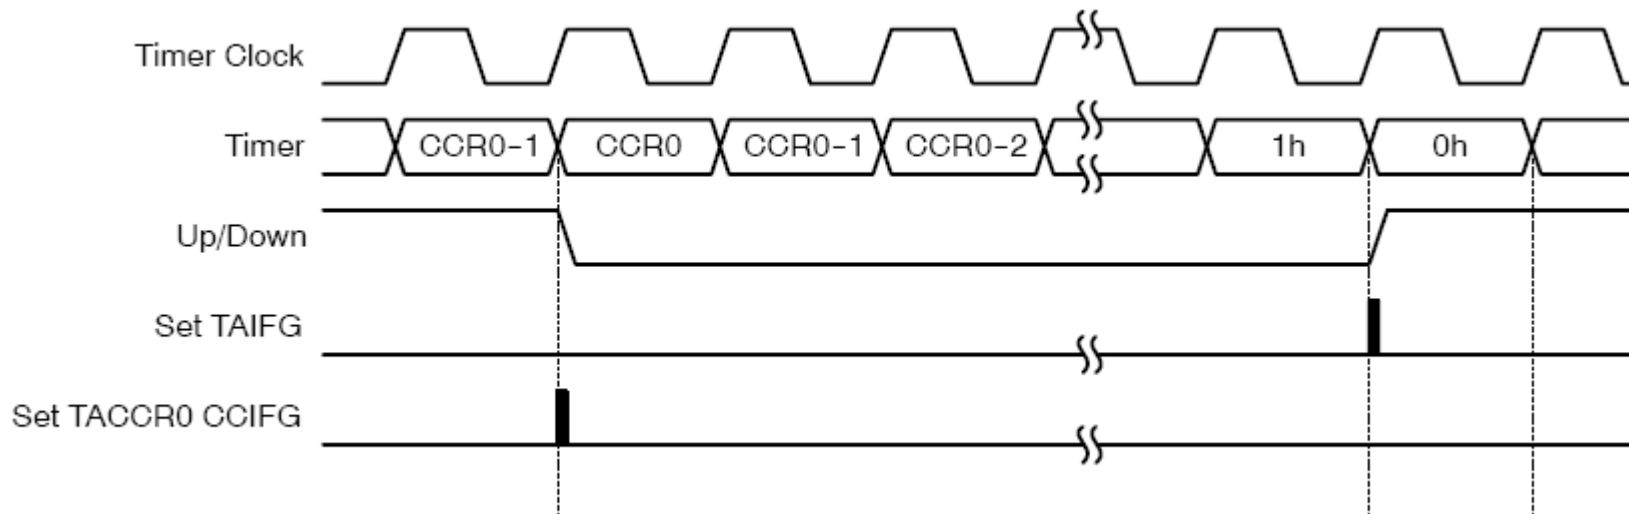 Timer Clock
Timer CCR0-1 CCR0 CCR0-1 CCR0-2 1h 0h
Up/Down
Set TAIFG
Set TACCR0 CCIFG